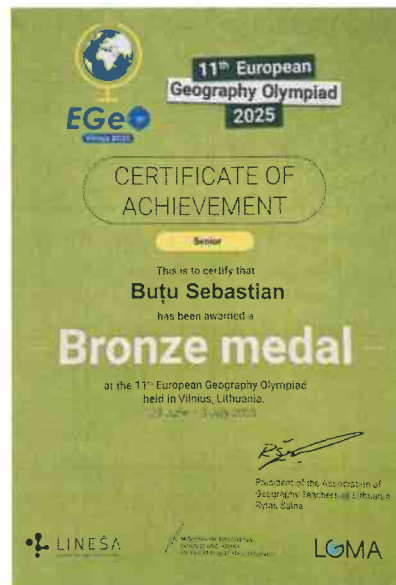 11th European
Geography Olympiad
2025
EGeo
Vilnius 2025
CERTIFICATE OF
ACHIEVEMENT
Senior
This is to certify that
Buțu Sebastian
has been awarded a
Bronze medal
at the 11th European Geography Olympiad
held in Vilnius, Lithuania.
President of the Association of
Geography Teachers of Lithuania
Rytas Šalna
LINEŠA
LGMA